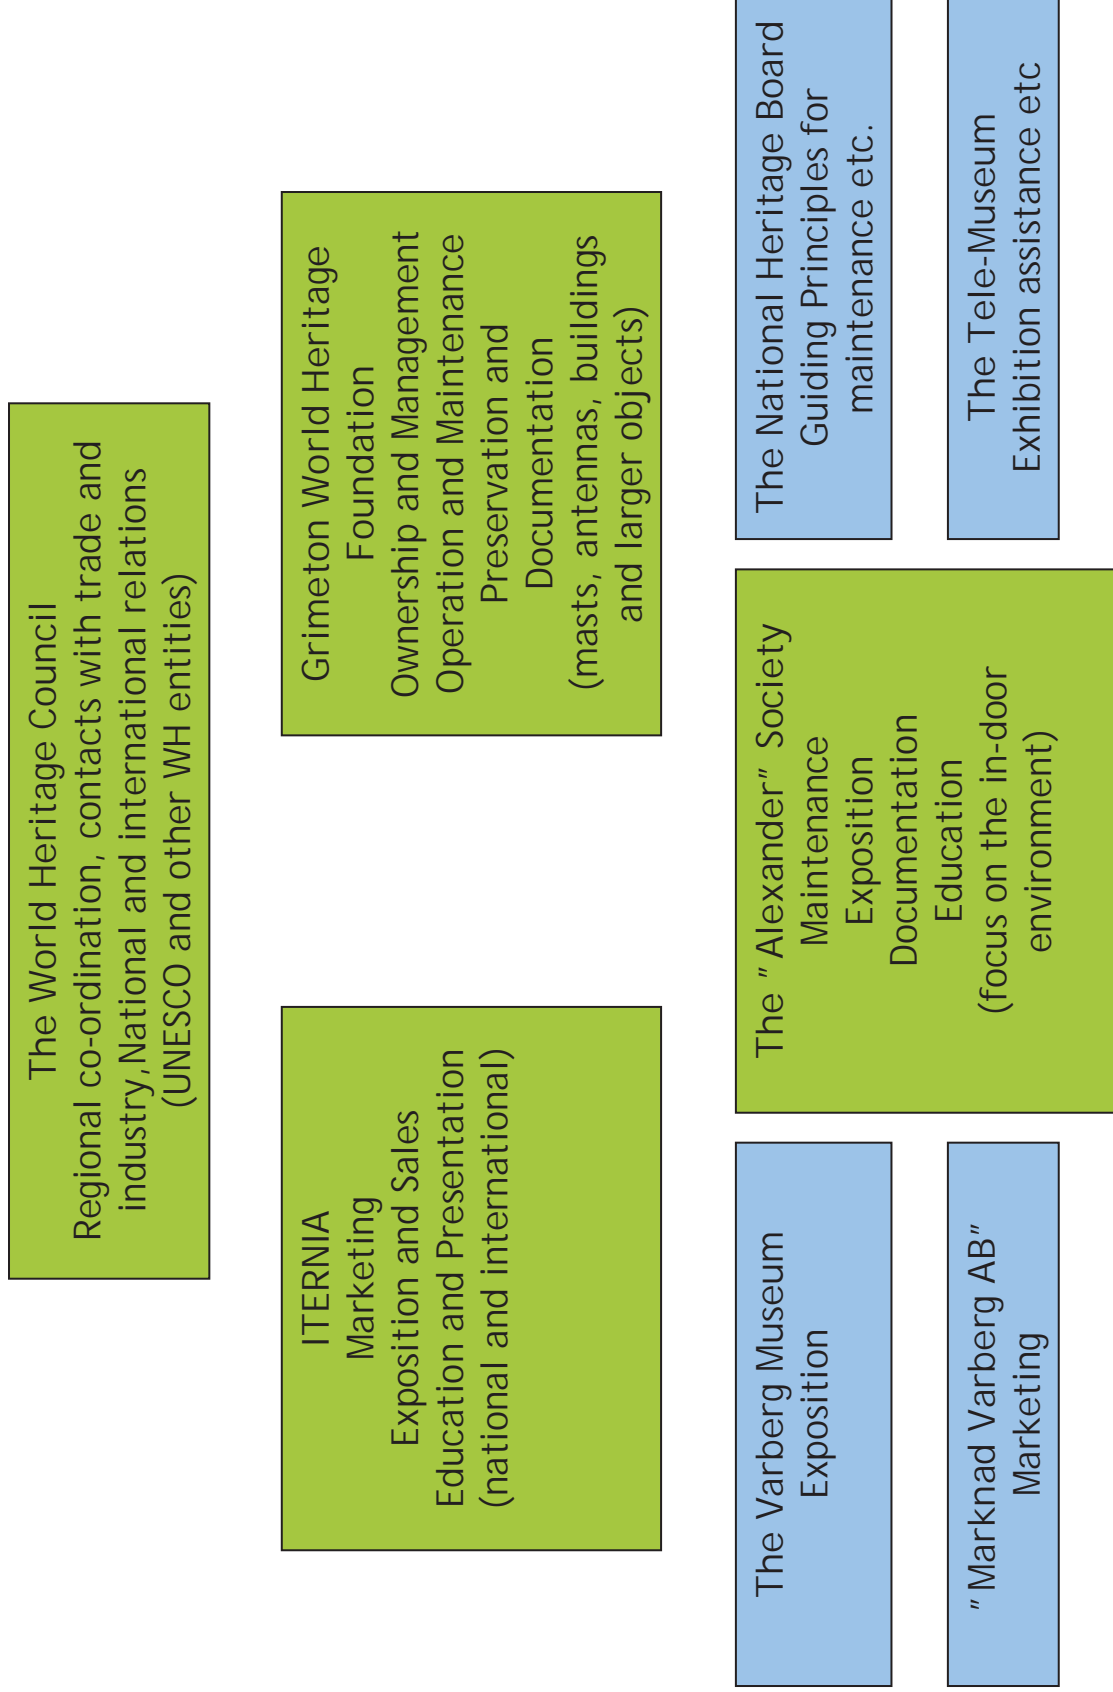 The World Heritage Council
Regional co-ordination, contacts with trade and
industry,National and international relations
(UNESCO and other WH entities)
ITERNIA
Marketing
Exposition and Sales
Education and Presentation
(national and international)
Grimeton World Heritage
Foundation
Ownership and Management
Operation and Maintenance
Preservation and
Documentation
(masts, antennas, buildings
and larger objects)
The Varberg Museum
Exposition
"Marknad Varberg AB"
Marketing
The "Alexander" Society
Maintenance
Exposition
Documentation
Education
(focus on the in-door
environment)
The National Heritage Board
Guiding Principles for
maintenance etc.
The Tele-Museum
Exhibition assistance etc